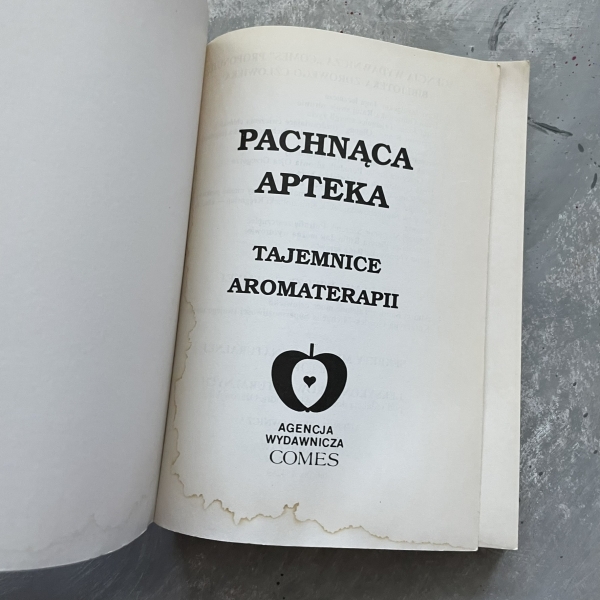 PACHNĄCA
APTEKA
TAJEMNICE
AROMATERAPII
AGENCJA
WYDAWNICZA
COMES